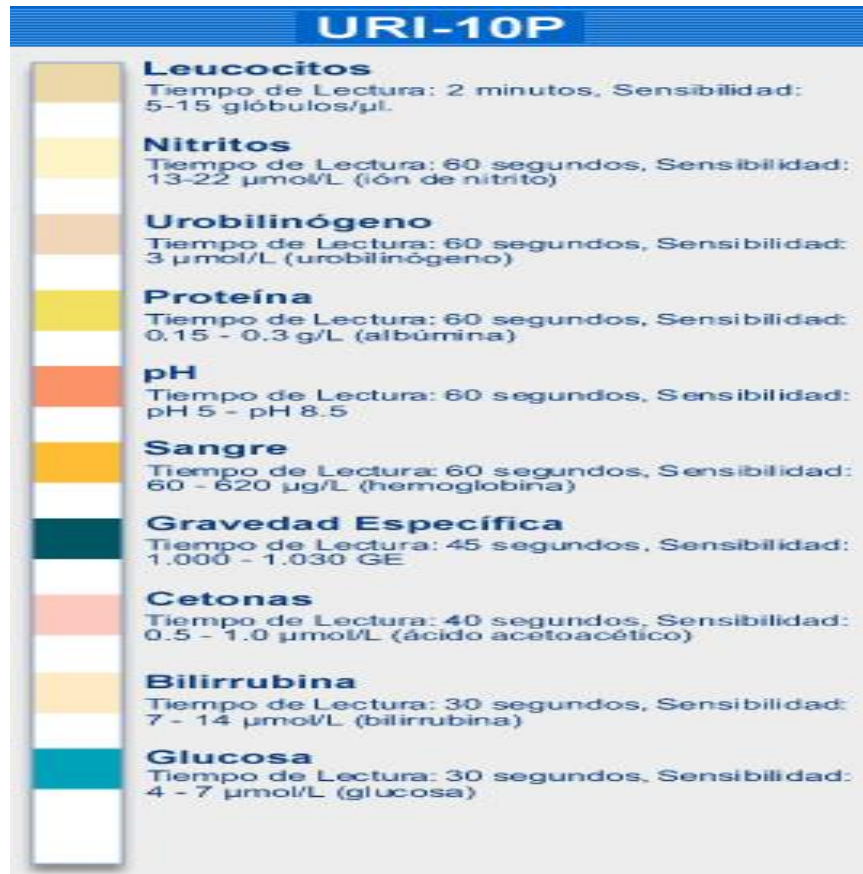 URI-10P
Leucocitos
Tiempo de Lectura: 2 minutos, Sensibilidad:
5-15 glóbulos/µl.
Nitritos
Tiempo de Lectura: 60 segundos, Sensibilidad:
13-22 µmol/L (ión de nitrito)
Urobilinógeno
Tiempo de Lectura: 60 segundos, Sensibilidad:
3 µmol/L (urobilinógeno)
Proteína
Tiempo de Lectura: 60 segundos, Sensibilidad:
0.15 - 0.3 g/L (albúmina)
pH
Tiempo de Lectura: 60 segundos, Sensibilidad:
pH 5 - pH 8.5
Sangre
Tiempo de Lectura: 60 segundos, Sensibilidad:
60 - 620 µg/L (hemoglobina)
Gravedad Específica
Tiempo de Lectura: 45 segundos, Sensibilidad:
1.000 - 1.030 GE
Cetonas
Tiempo de Lectura: 40 segundos, Sensibilidad:
0.5 - 1.0 µmol/L (ácido acetoacético)
Bilirrubina
Tiempo de Lectura: 30 segundos, Sensibilidad:
7 - 14 µmol/L (bilirrubina)
Glucosa
Tiempo de Lectura: 30 segundos, Sensibilidad:
4 - 7 µmol/L (glucosa)